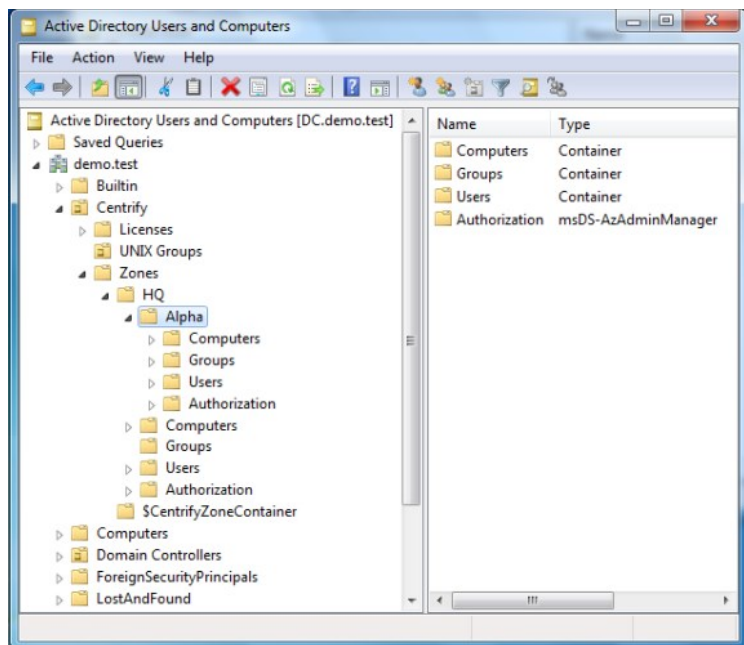 Active Directory Users and Computers
File Action View Help
Active Directory Users and Computers [DC.demo.test]
Saved Queries
demo.test
Builtin
Centrify
Licenses
UNIX Groups
Zones
HQ
Alpha
Computers
Groups
Users
Authorization
Computers
Groups
Users
Authorization
$CentrifyZoneContainer
Computers
Domain Controllers
ForeignSecurityPrincipals
LostAndFound
Name Type
Computers Container
Groups Container
Users Container
Authorization msDS-AzAdminManager